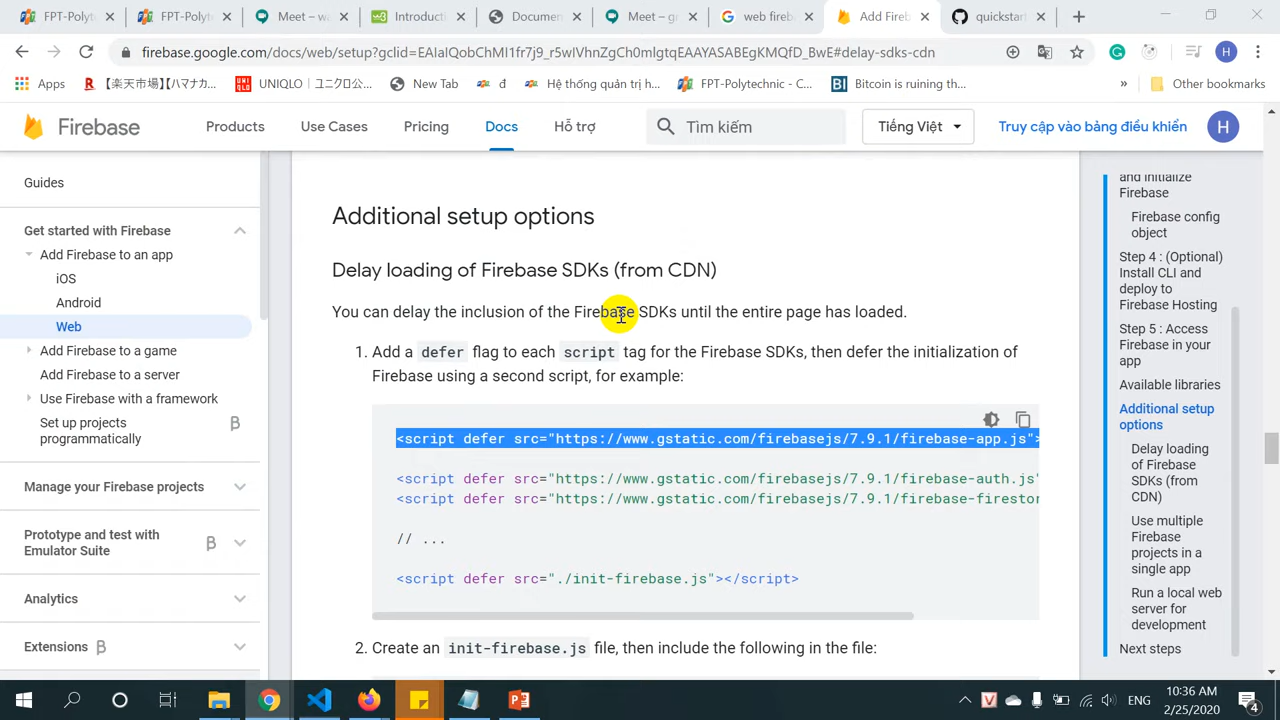 FPT-Polyt
FPT-Polyt
Meet – w
Introduct
Documen
Meet – g
web fireb
Add Fireb
quickstar
firebase.google.com/docs/web/setup?gclid=EAIaIQobChMI1fr7j9_r5wIVhnZgCh0mlgtqEAAYASABEgKMQfD_BwE#delay-sdks-cdn
H
Apps
【楽天市場】【ハマナカ...
UNIQLO｜ユニクロ公...
New Tab
đ
Hệ thống quản trị h...
FPT-Polytechnic - C...
Bitcoin is ruining th...
»
Other bookmarks
Firebase
Products
Use Cases
Pricing
Docs
Hỗ trợ
Tìm kiếm
Tiếng Việt
Truy cập vào bảng điều khiển
H
Guides
Get started with Firebase
Add Firebase to an app
iOS
Android
Web
Add Firebase to a game
Add Firebase to a server
Use Firebase with a framework
Set up projects
programmatically
Manage your Firebase projects
Prototype and test with
Emulator Suite
Analytics
Extensions
Additional setup options
Delay loading of Firebase SDKs (from CDN)
You can delay the inclusion of the Firebase SDKs until the entire page has loaded.
1. Add a defer flag to each script tag for the Firebase SDKs, then defer the initialization of
Firebase using a second script, for example:
<script defer src="https://www.gstatic.com/firebasejs/7.9.1/firebase-app.js">
<script defer src="https://www.gstatic.com/firebasejs/7.9.1/firebase-auth.js"
<script defer src="https://www.gstatic.com/firebasejs/7.9.1/firebase-firestor
// ...
<script defer src="./init-firebase.js"></script>
2. Create an init-firebase.js file, then include the following in the file:
and initialize
Firebase
Firebase config
object
Step 4 : (Optional)
Install CLI and
deploy to
Firebase Hosting
Step 5 : Access
Firebase in your
app
Available libraries
Additional setup
options
Delay loading
of Firebase
SDKs (from
CDN)
Use multiple
Firebase
projects in a
single app
Run a local web
server for
development
Next steps
ENG
10:36 AM
2/25/2020
4